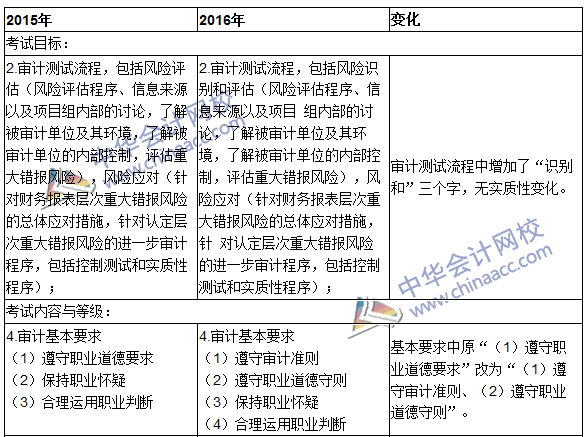 2015年
2016年
变化
考试目标：
2.审计测试流程，包括风险评
估（风险评估程序、信息来源
以及项目组内部的讨论，了解
被审计单位及其环境，了解被
审计单位的内部控制，评估重
大错报风险），风险应对（针
对财务报表层次重大错报风险
的总体应对措施，针对认定层
次重大错报风险的进一步审计
程序，包括控制测试和实质性
程序）；
2.审计测试流程，包括风险识
别和评估（风险评估程序、信
息来源以及项目 组内部的讨
论，了解被审计单位及其环
境，了解被审计单位的内部控
制，评估重大错报风险），风
险应对（针对财务报表层次重
大错报风险的总体应对措施，
针 对认定层次重大错报风险
的进一步审计程序，包括控制
测试和实质性程序）；
审计测试流程中增加了“识别
和”三个字，无实质性变化。
考试内容与等级：
4.审计基本要求
（1）遵守职业道德要求
（2）保持职业怀疑
（3）合理运用职业判断
4.审计基本要求
（1）遵守审计准则
（2）遵守职业道德守则
（3）保持职业怀疑
（4）合理运用职业判断
基本要求中原“（1）遵守职
业道德要求”改为“（1）遵
守审计准则、（2）遵守职业
道德守则”。
中华会计网校
www.chinaacc.com
中华会计网校
www.chinaacc.com